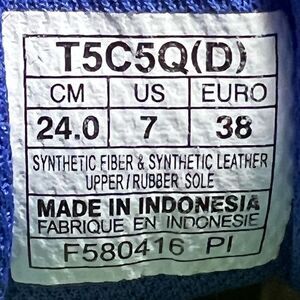 T5C5Q(D)
CM US EURO
24.0 7 38
SYNTHETIC FIBER & SYNTHETIC LEATHER
UPPER/RUBBER SOLE
MADE IN INDONESIA
FABRIQUE EN INDONESIE
F580416 PI